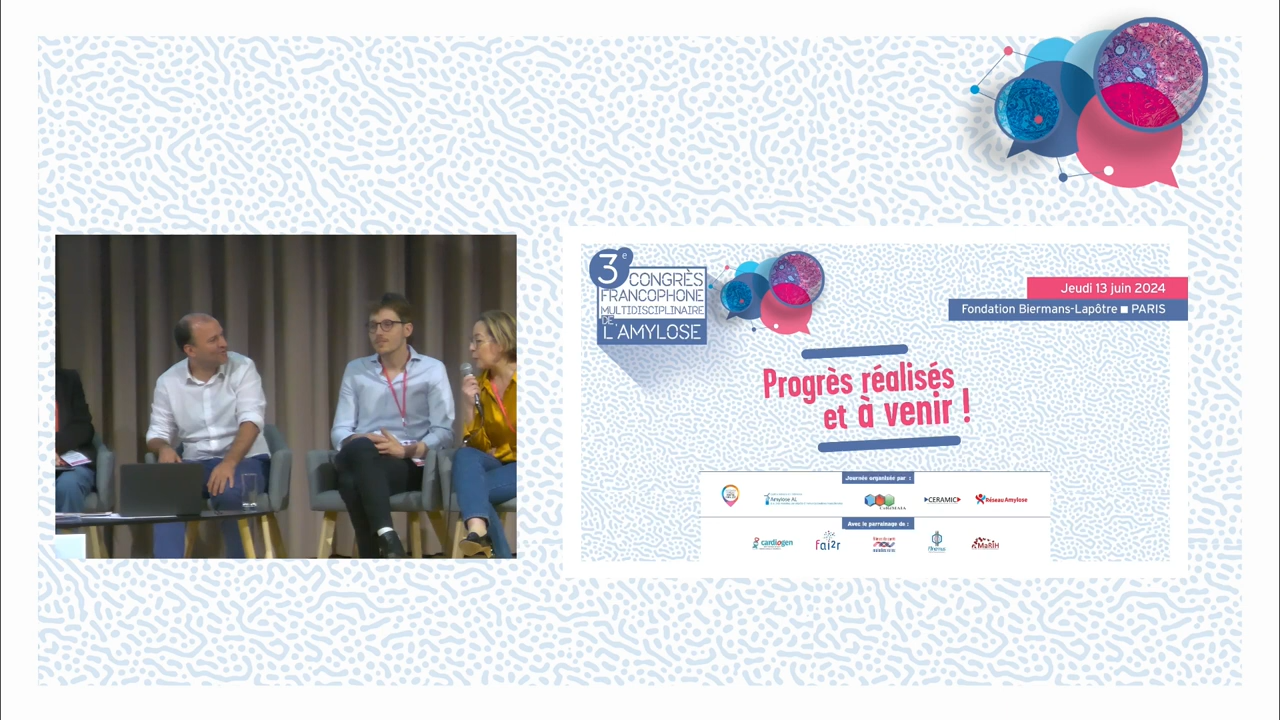 3e
CONGRÈS
FRANCOPHONE
MULTIDISCIPLINAIRE
DE
L'AMYLOSE
Jeudi 13 juin 2024
Fondation Biermans-Lapôtre ■ PARIS
Progrès réalisés
et à venir !
Journée organisée par :
Amylose AL
CERAMIC
Réseau Amylose
Avec le parrainage de :
cardiogen
fai2r
filnemus
MaRIH